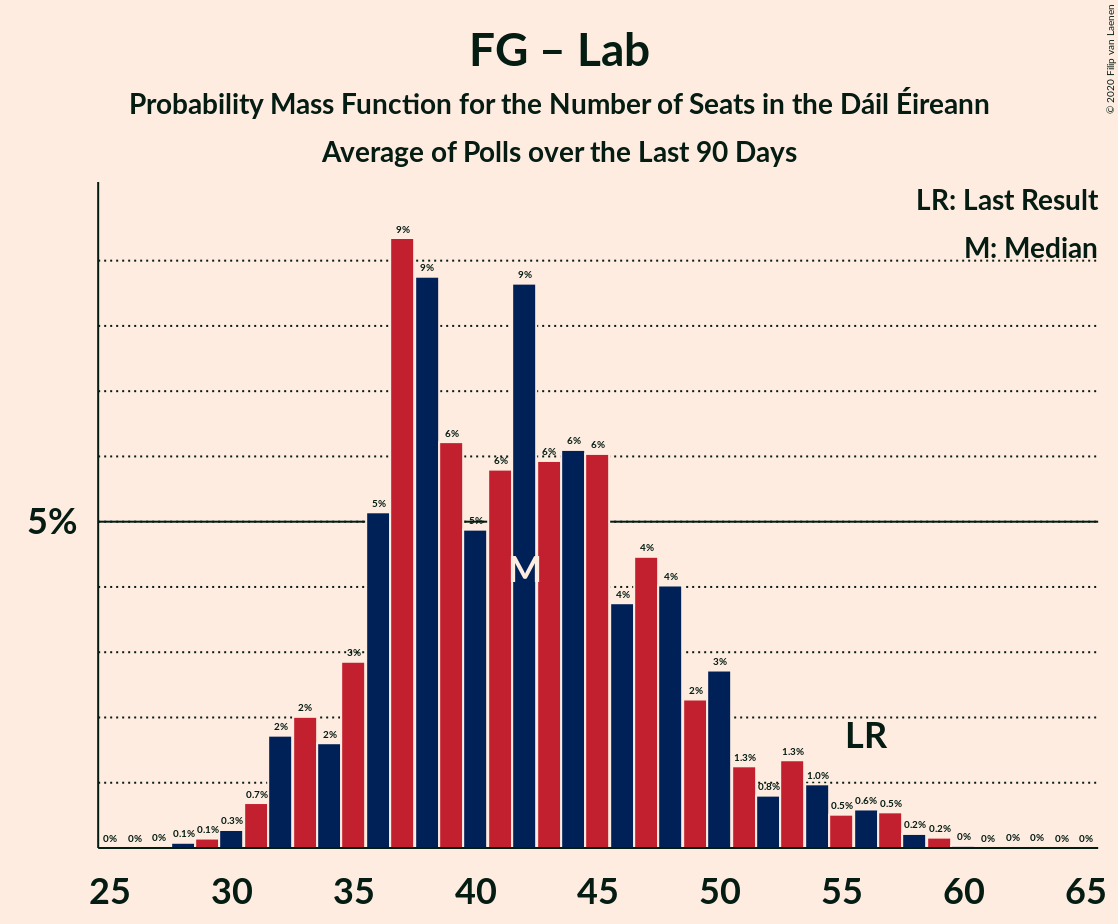 FG – Lab
Probability Mass Function for the Number of Seats in the Dáil Éireann
Average of Polls over the Last 90 Days
© 2020 Filip van Laenen
LR: Last Result
M: Median
5%
0% 0% 0% 0.1% 0.1% 0.3% 0.7% 2% 2% 2% 3% 5% 9% 9% 6% 5% 6% 9% 6% 6% 6% 4% 4% 4% 2% 3% 1.3% 0.8% 1.3% 1.0% 0.5% 0.6% 0.5% 0.2% 0.2% 0% 0% 0% 0% 0% 0%
M
LR
25 30 35 40 45 50 55 60 65